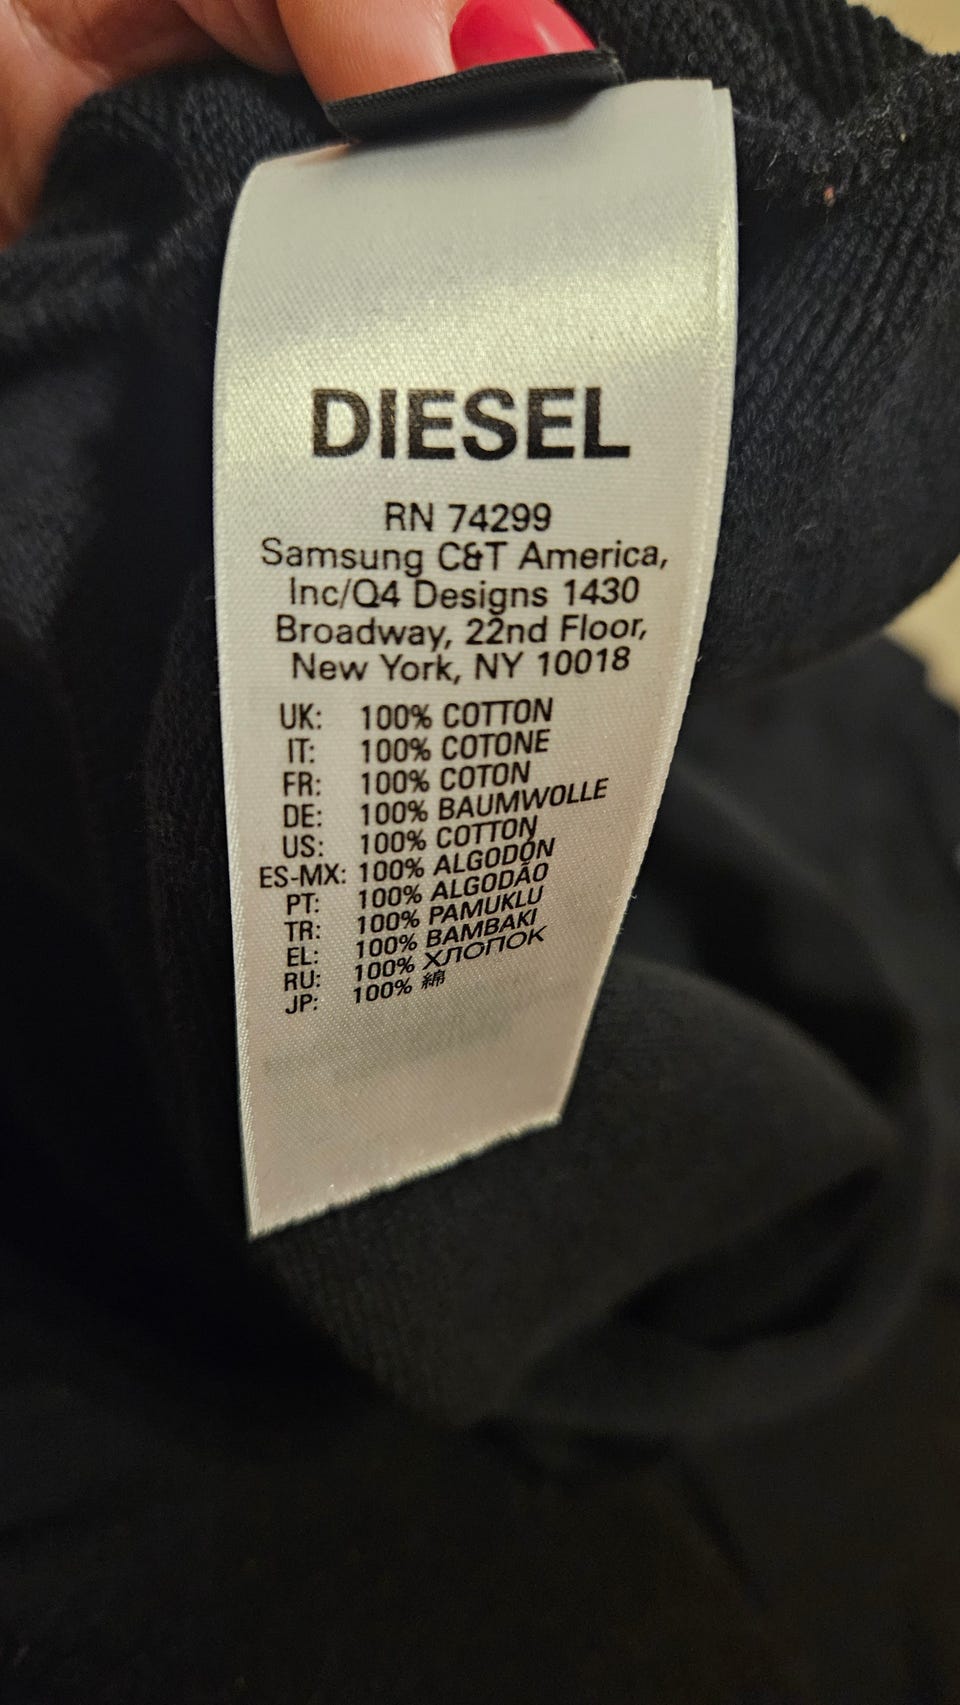 DIESEL
RN 74299
Samsung C&T America,
Inc/Q4 Designs 1430
Broadway, 22nd Floor,
New York, NY 10018
UK: 100% COTTON
IT: 100% COTONE
FR: 100% COTON
DE: 100% BAUMWOLLE
US: 100% COTTON
ES-MX: 100% ALGODÓN
PT: 100% ALGODÃO
TR: 100% PAMUKLU
EL: 100% BAMBAKI
RU: 100% ХЛОПОК
JP: 100% 綿